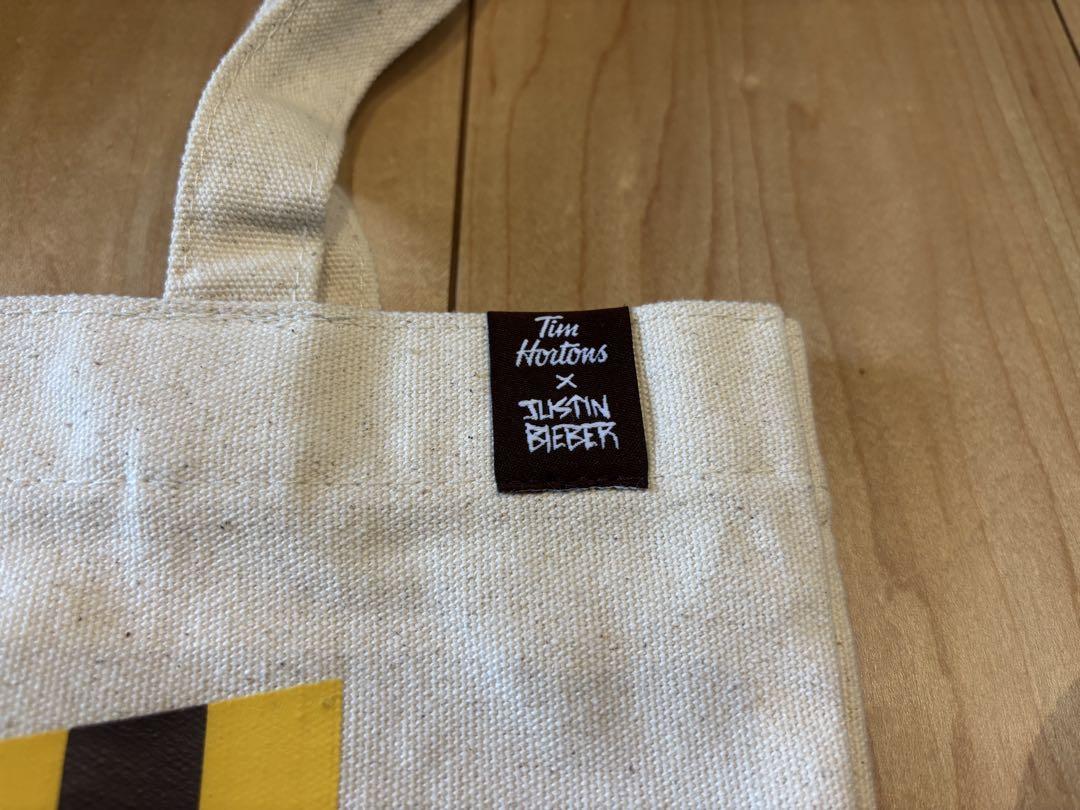 Tim
Hortons
×
JUSTIN
BIEBER